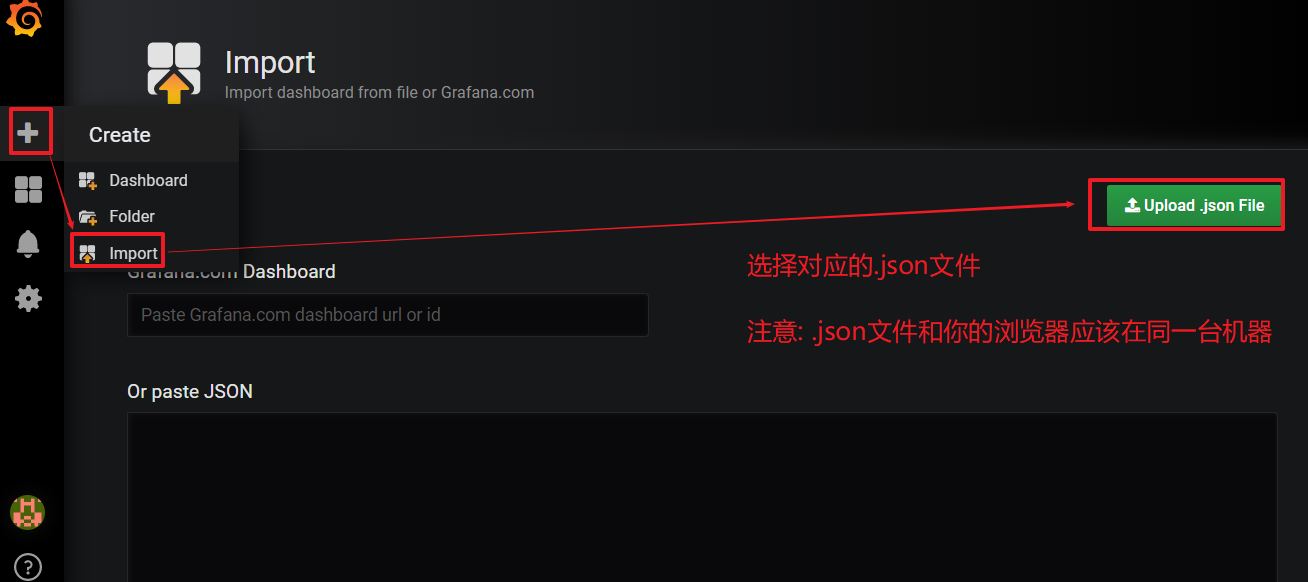 Import
Import dashboard from file or Grafana.com
Create
Dashboard
Folder
Import
Upload .json File
选择对应的.json文件
Grafana.com Dashboard
Paste Grafana.com dashboard url or id
注意: .json文件和你的浏览器应该在同一台机器
Or paste JSON
?